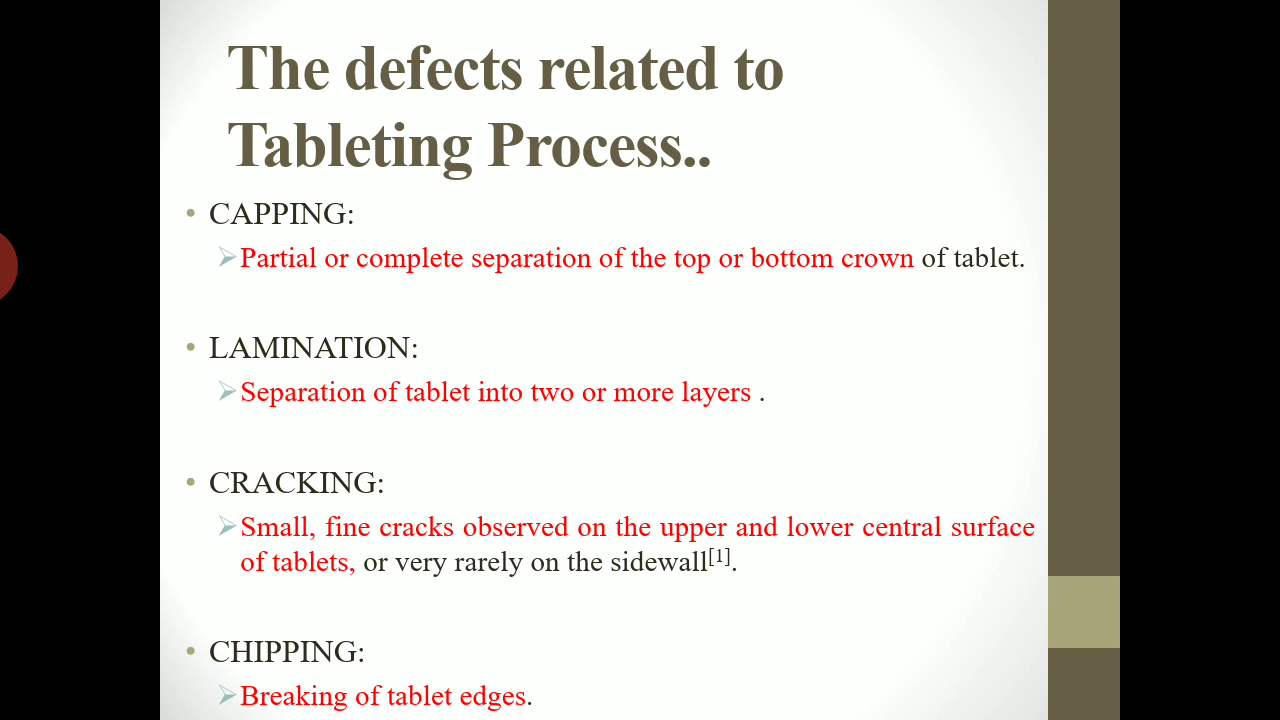 The defects related to
Tableting Process..
• CAPPING:
➢Partial or complete separation of the top or bottom crown of tablet.
• LAMINATION:
➢Separation of tablet into two or more layers .
• CRACKING:
➢Small, fine cracks observed on the upper and lower central surface
of tablets, or very rarely on the sidewall[1].
• CHIPPING:
➢Breaking of tablet edges.